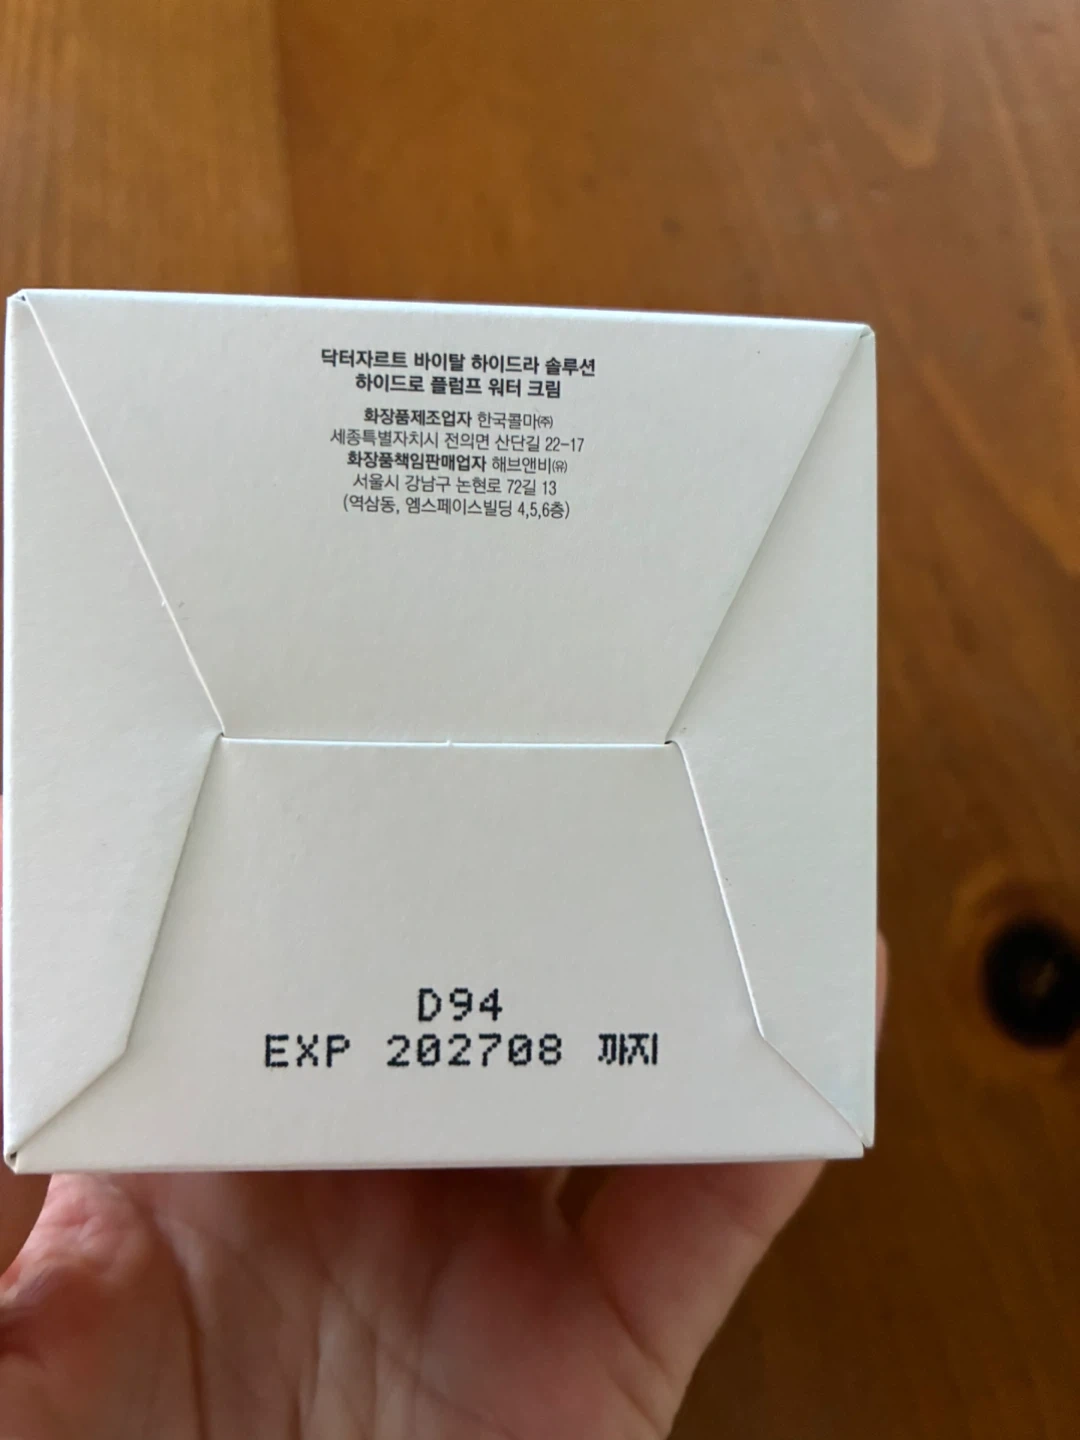 닥터자르트 바이탈 하이드라 솔루션
하이드로 플럼프 워터 크림
화장품제조업자 한국콜마㈜
세종특별자치시 전의면 산단길 22-17
화장품책임판매업자 해브앤비㈲
서울시 강남구 논현로 72길 13
(역삼동, 엠스페이스빌딩 4,5,6층)
D94
EXP 202708 까지